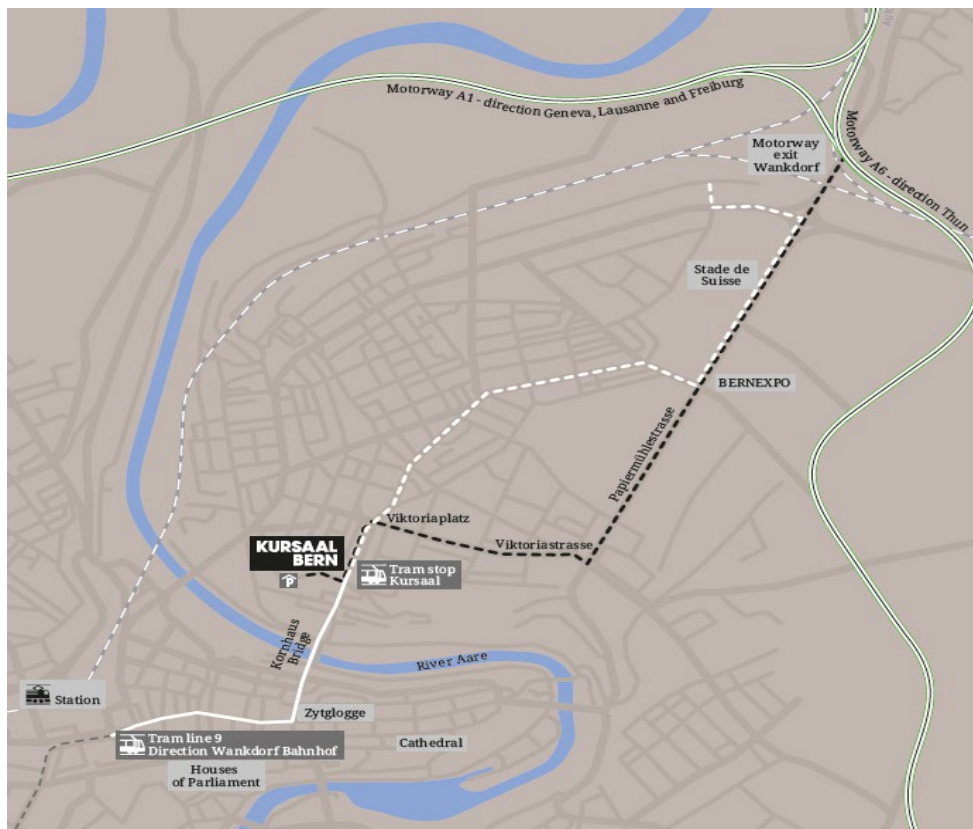 Motorway A1 - direction Geneva, Lausanne and Freiburg
Motorway
exit
Wankdorf
Motorway A6 - direction Thun
Stade de
Suisse
BERNEXPO
Papiermühlestrasse
Viktoriaplatz
Viktoriastrasse
KURSAAL
BERN
P
Tram stop
Kursaal
Kornhaus
Bridge
River Aare
Station
Zytglogge
Tram line 9
Direction Wankdorf Bahnhof
Cathedral
Houses
of Parliament